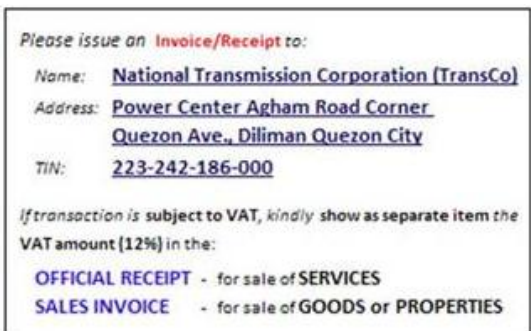 Please issue an Invoice/Receipt to:
Name: National Transmission Corporation (TransCo)
Address: Power Center Agham Road Corner
Quezon Ave., Diliman Quezon City
TIN: 223-242-186-000
If transaction is subject to VAT, kindly show as separate item the
VAT amount (12%) in the:
OFFICIAL RECEIPT - for sale of SERVICES
SALES INVOICE - for sale of GOODS or PROPERTIES